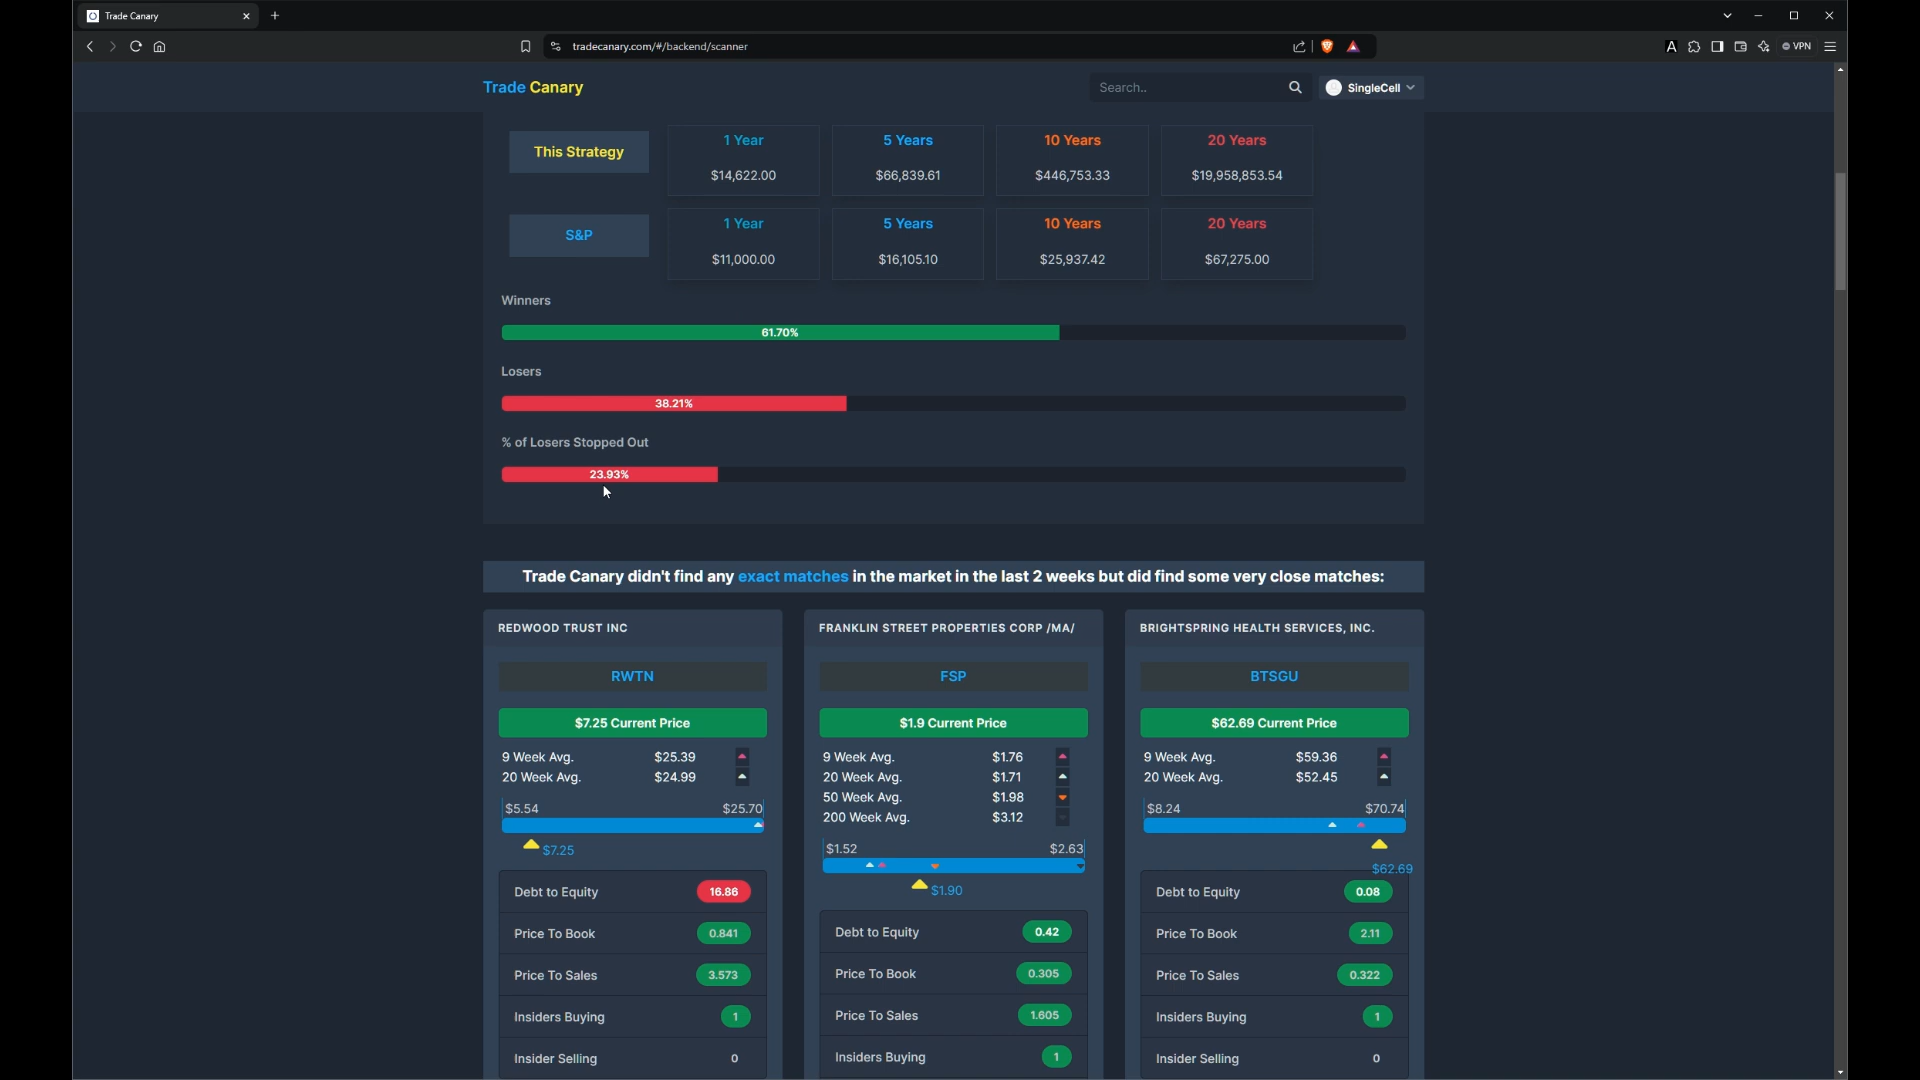 Trade Canary
tradecanary.com/#/backend/scanner
VPN
Trade Canary
Search..
SingleCell
This Strategy
1 Year
5 Years
10 Years
20 Years
$14,622.00
$66,839.61
$446,753.33
$19,958,853.54
S&P
1 Year
5 Years
10 Years
20 Years
$11,000.00
$16,105.10
$25,937.42
$67,275.00
Winners
61.70%
Losers
38.21%
% of Losers Stopped Out
23.93%
Trade Canary didn't find any exact matches in the market in the last 2 weeks but did find some very close matches:
REDWOOD TRUST INC
RWTN
$7.25 Current Price
9 Week Avg. $25.39
20 Week Avg. $24.99
$5.54 $25.70
$7.25
Debt to Equity 16.86
Price To Book 0.841
Price To Sales 3.573
Insiders Buying 1
Insider Selling 0
FRANKLIN STREET PROPERTIES CORP /MA/
FSP
$1.9 Current Price
9 Week Avg. $1.76
20 Week Avg. $1.71
50 Week Avg. $1.98
200 Week Avg. $3.12
$1.52 $2.63
$1.90
Debt to Equity 0.42
Price To Book 0.305
Price To Sales 1.605
Insiders Buying 1
BRIGHTSPRING HEALTH SERVICES, INC.
BTSGU
$62.69 Current Price
9 Week Avg. $59.36
20 Week Avg. $52.45
$8.24 $70.74
$62.69
Debt to Equity 0.08
Price To Book 2.11
Price To Sales 0.322
Insiders Buying 1
Insider Selling 0